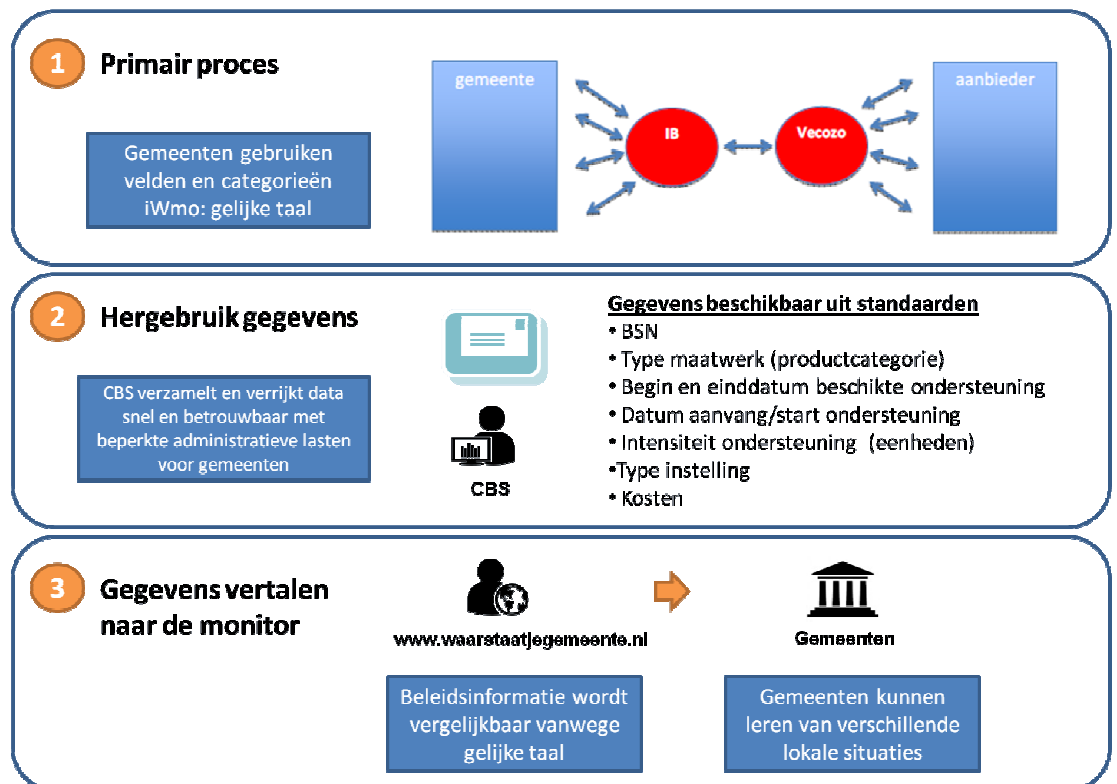 1 Primair proces
Gemeenten gebruiken
velden en categorieën
iWmo: gelijke taal
gemeente
IB
Vecozo
aanbieder
2 Hergebruik gegevens
CBS verzamelt en verrijkt data
snel en betrouwbaar met
beperkte administratieve lasten
voor gemeenten
CBS
Gegevens beschikbaar uit standaarden
• BSN
• Type maatwerk (productcategorie)
• Begin en einddatum beschikte ondersteuning
• Datum aanvang/start ondersteuning
• Intensiteit ondersteuning (eenheden)
•Type instelling
• Kosten
3 Gegevens vertalen
naar de monitor
www.waarstaatjegemeente.nl
Gemeenten
Beleidsinformatie wordt
vergelijkbaar vanwege
gelijke taal
Gemeenten kunnen
leren van verschillende
lokale situaties